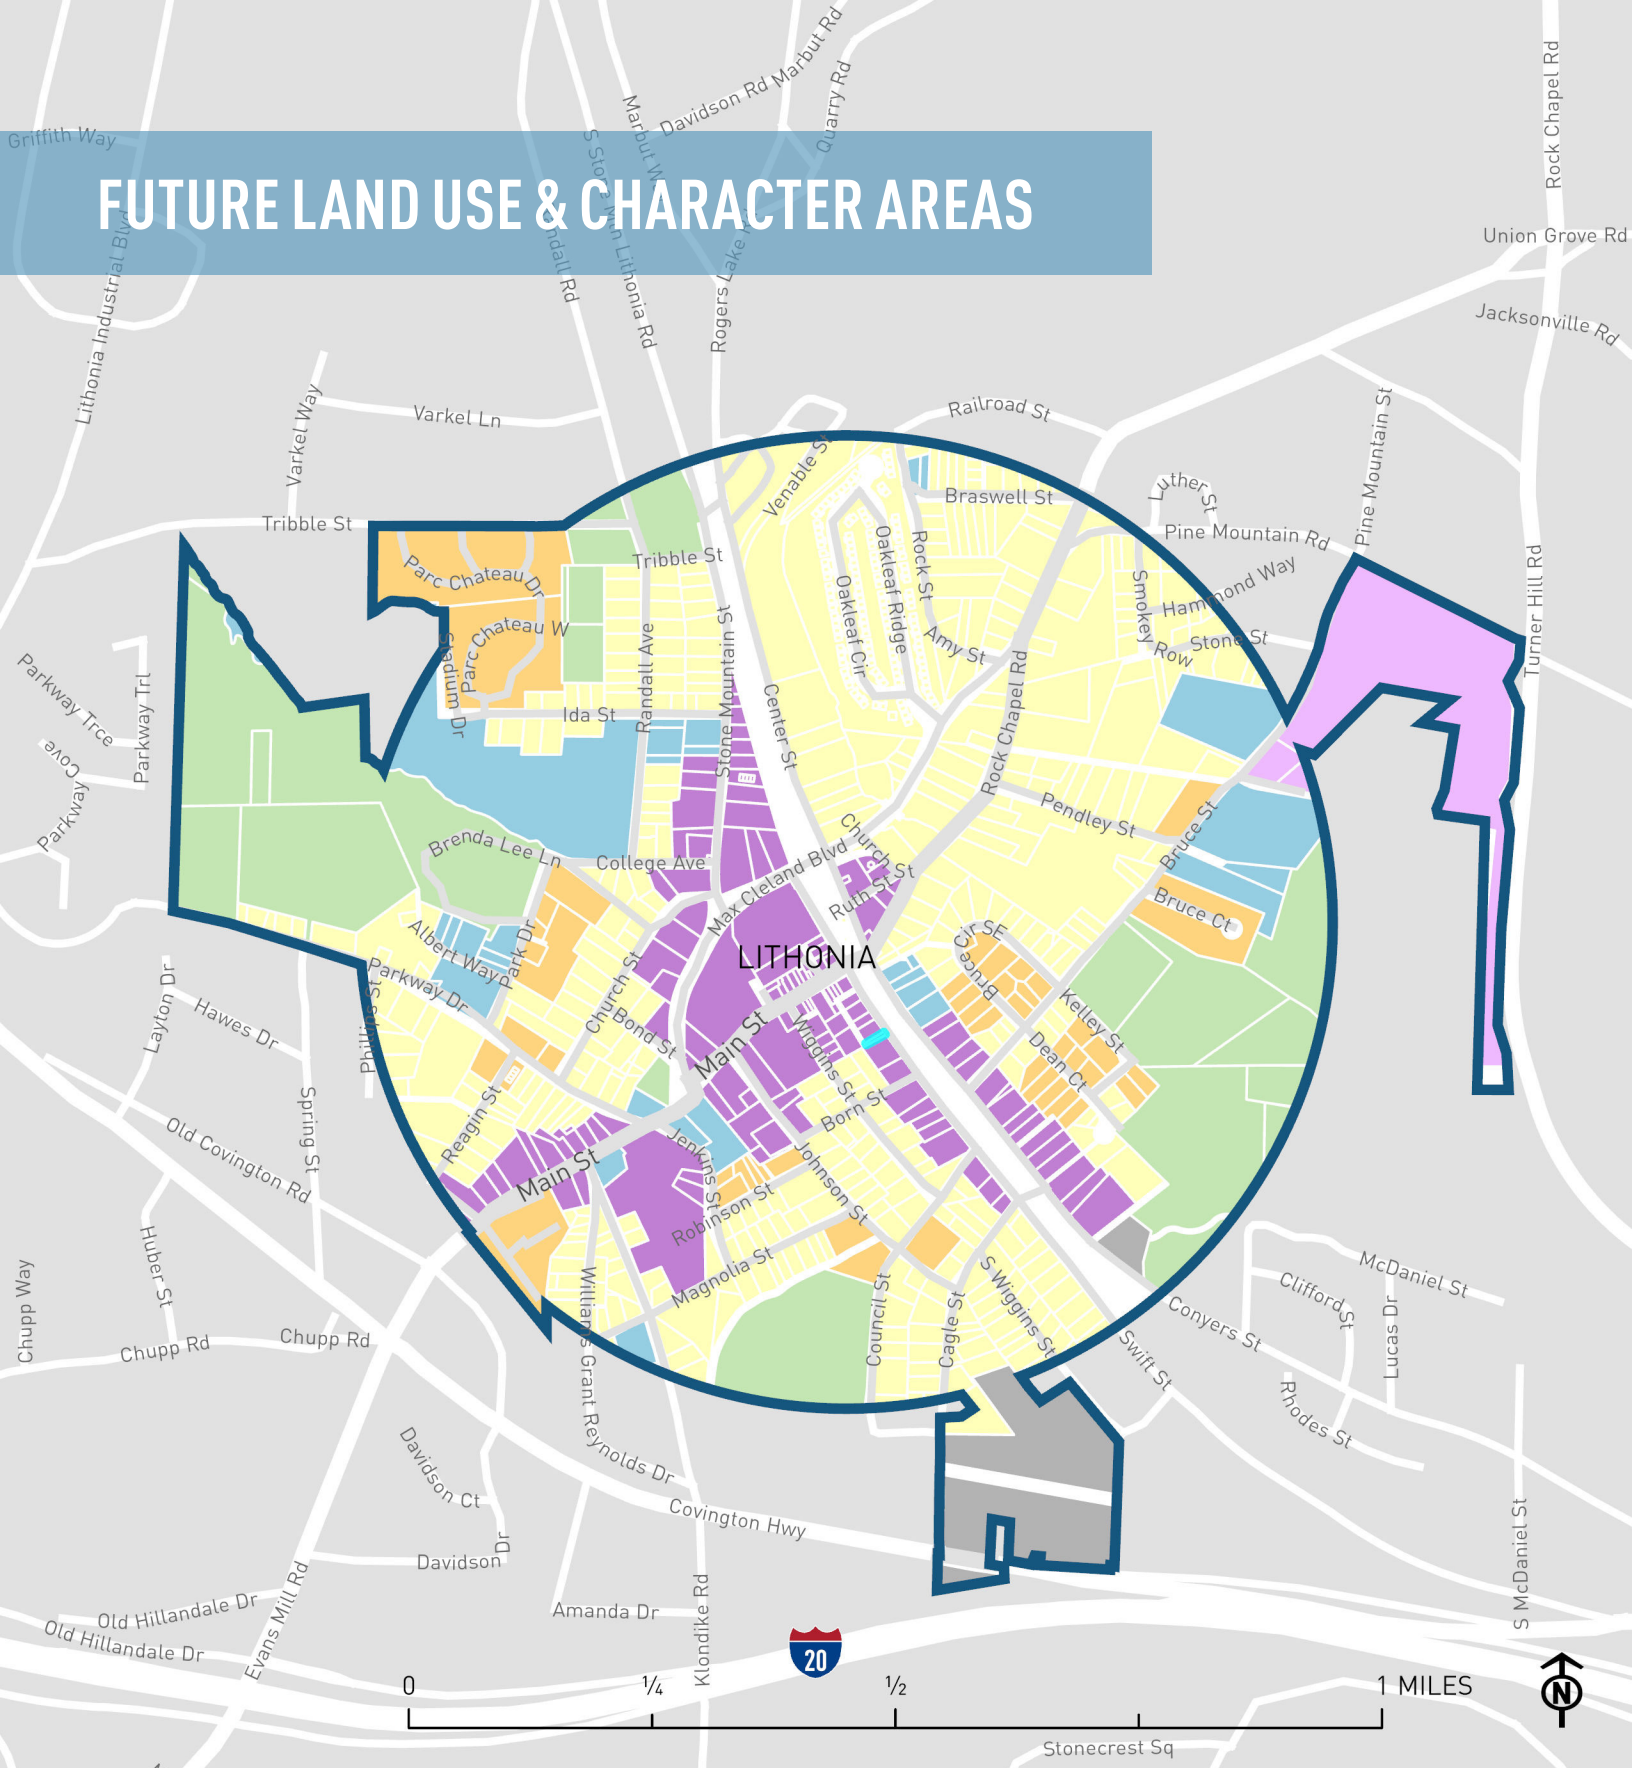 Davidson Rd
Marbut Rd
Quarry Rd
Rock Chapel Rd
Griffith Way
FUTURE LAND USE & CHARACTER AREAS
S Stone Mtn Lithonia Rd
Rogers Lake Rd
Lithonia Industrial Blvd
Union Grove Rd
Jacksonville Rd
Varkel Way
Varkel Ln
Railroad St
Pine Mountain St
Luther St
Venable St
Braswell St
Tribble St
Pine Mountain Rd
Tribble St
Hammond Way
Smokey
Row
Stone St
Turner Hill Rd
Parc Chateau Dr
Parc Chateau W
Stadium Dr
Oakleaf Cir
Oakleaf Ridge
Rock St
Amy St
Rock Chapel Rd
Randall Ave
Stone Mountain St
Center St
Ida St
Parkway Trce
Parkway Trl
Parkway
Cove
Pendley St
Bruce St
Bruce Ct
Brenda Lee Ln
College Ave
Max Cleland Blvd
Church St
Ruth St
St
LITHONIA
Bruce
Cir SE
Kelley St
Dean Ct
Albert Way
Park Dr
Parkway Dr
Church St
Bond St
Main St
Wiggins St
Born St
Phillips St
Layton Dr
Hawes Dr
Spring St
Reagin St
Main St
Jenkins St
Johnson St
Robinson St
Magnolia St
Old Covington Rd
Huber St
Chupp Way
Chupp Rd
Chupp Rd
Williams Grant Reynolds Dr
Council St
Cagle St
S Wiggins St
Swift St
Conyers St
McDaniel St
Clifford St
Lucas Dr
Rhodes St
S McDaniel St
Davidson Ct
Davidson
Dr
Covington Hwy
Old Hillandale Dr
Old Hillandale Dr
Evans Mill Rd
Amanda Dr
Klondike Rd
20
0
¼
½
1 MILES
N
Stonecrest Sq